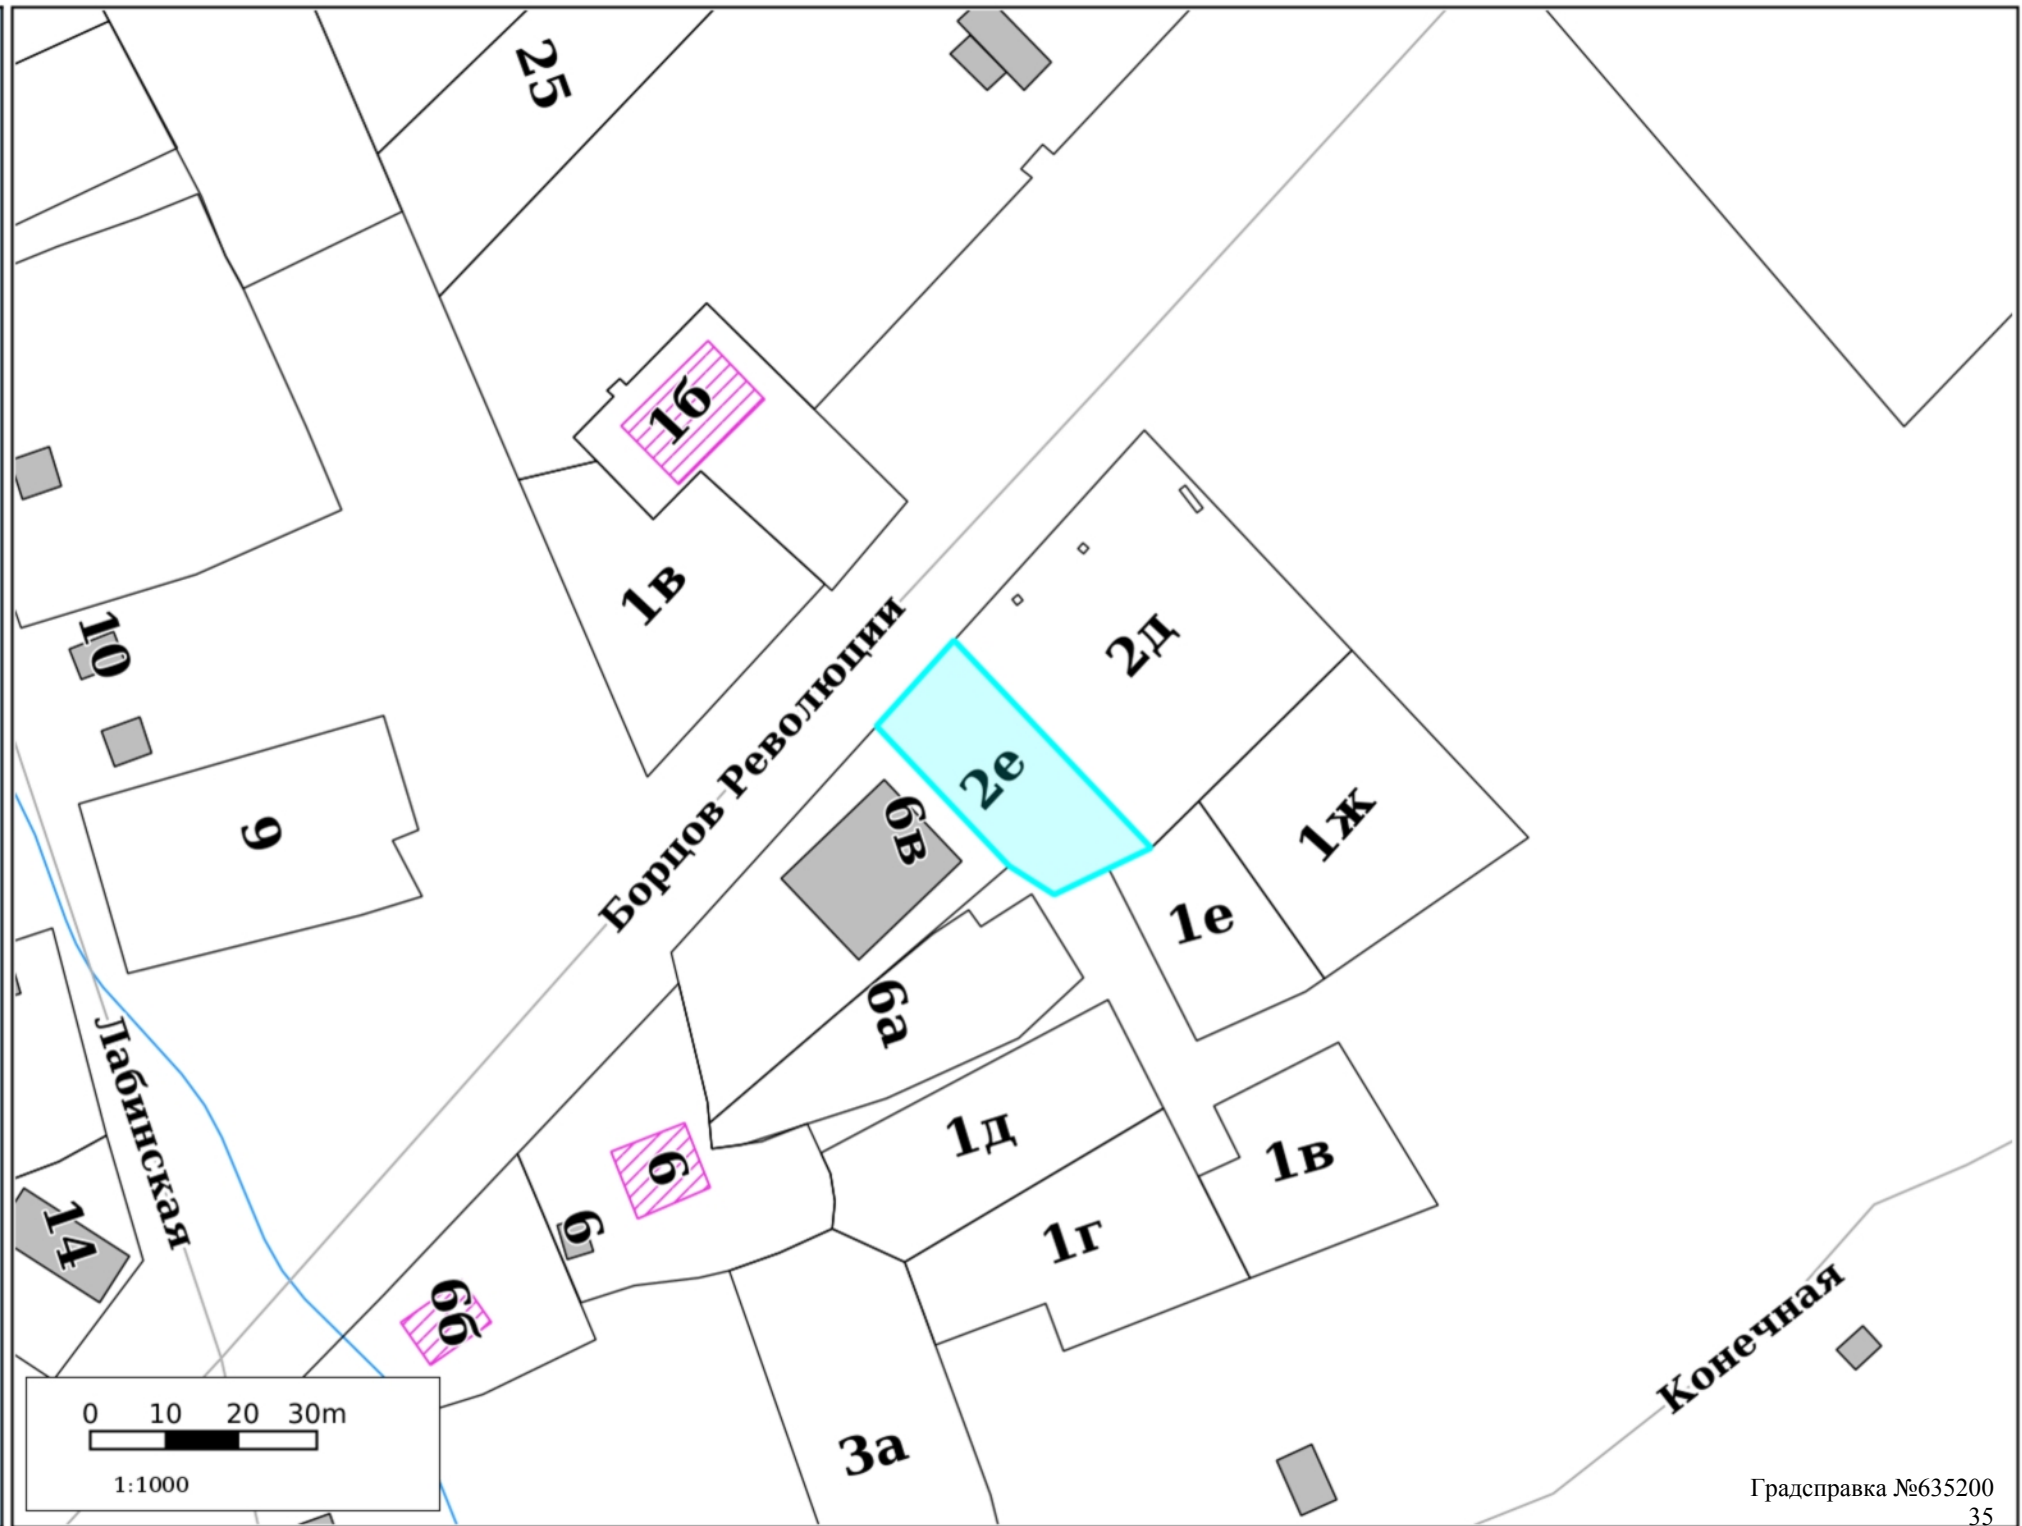 25
1б
1в
10
2д
Борцов Революции
2е
9
6в
1ж
1е
6а
Лабинская
1д
1в
14
6
6
1г
6б
Конечная
3а
0 10 20 30m
1:1000
Градсправка №635200
35